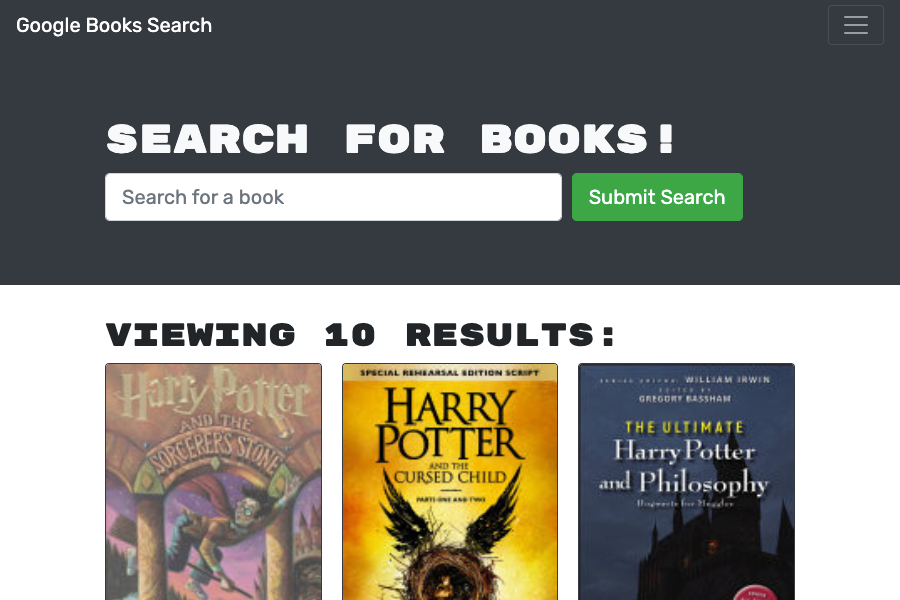 Google Books Search
SEARCH FOR BOOKS!
Search for a book
Submit Search
VIEWING 10 RESULTS:
Harry Potter
AND THE
SORCERERS STONE
SPECIAL REHEARSAL EDITION SCRIPT
HARRY
POTTER
AND THE
CURSED CHILD
PARTS ONE AND TWO
SERIES EDITOR: WILLIAM IRWIN
EDITED BY
GREGORY BASSHAM
THE ULTIMATE
Harry Potter
and Philosophy
Hogwarts for Muggles